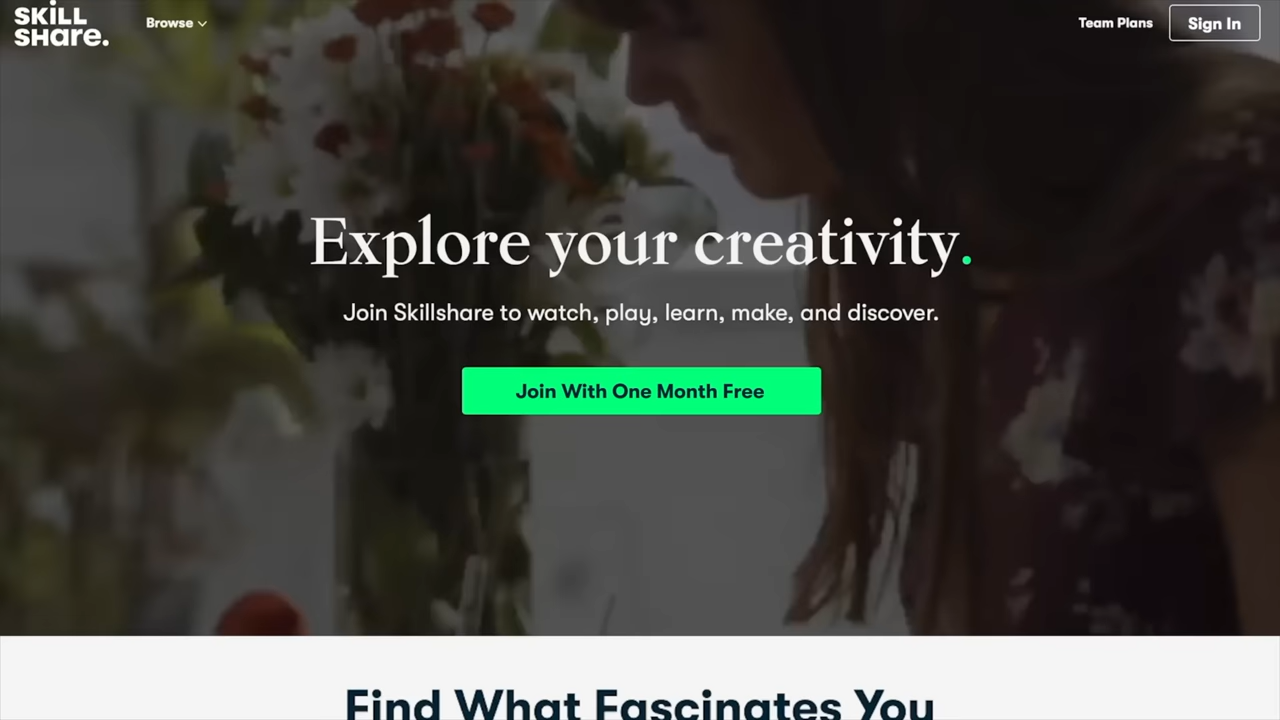 SKILL
SHare.
Browse
Team Plans
Sign In
Explore your creativity.
Join Skillshare to watch, play, learn, make, and discover.
Join With One Month Free
Find What Fascinates You